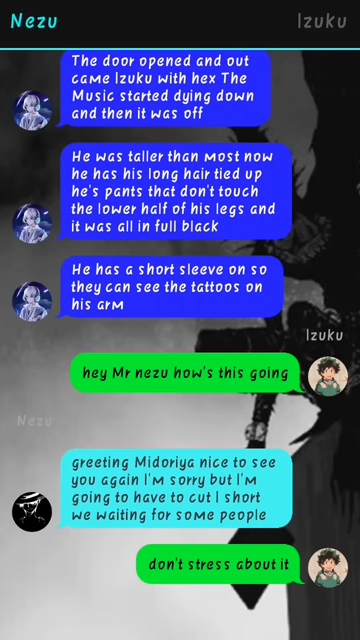 Nezu
Izuku
The door opened and out
came Izuku with hex The
Music started dying down
and then it was off
He was taller than most now
he has his long hair tied up
he's pants that don't touch
the lower half of his legs and
it was all in full black
He has a short sleeve on so
they can see the tattoos on
his arm
Izuku
hey Mr nezu how's this going
Nezu
greeting Midoriya nice to see
you again I'm sorry but I'm
going to have to cut I short
we waiting for some people
don't stress about it